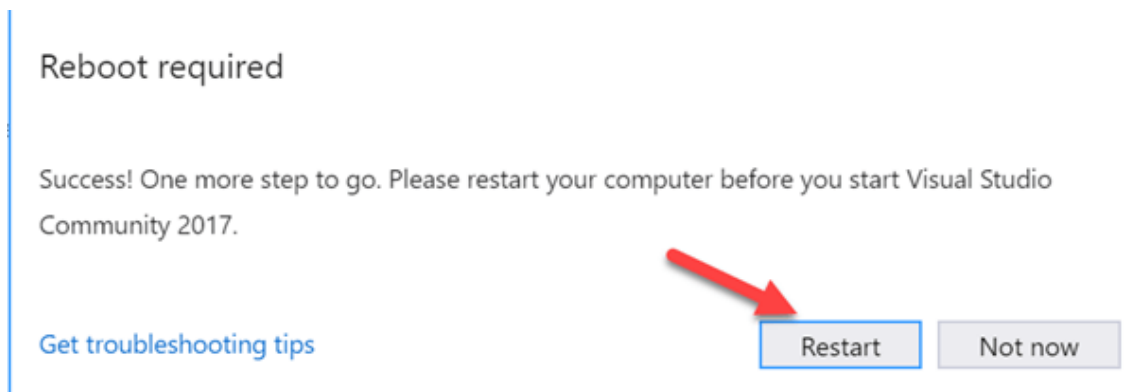 Reboot required
Success! One more step to go. Please restart your computer before you start Visual Studio
Community 2017.
Get troubleshooting tips
Restart
Not now